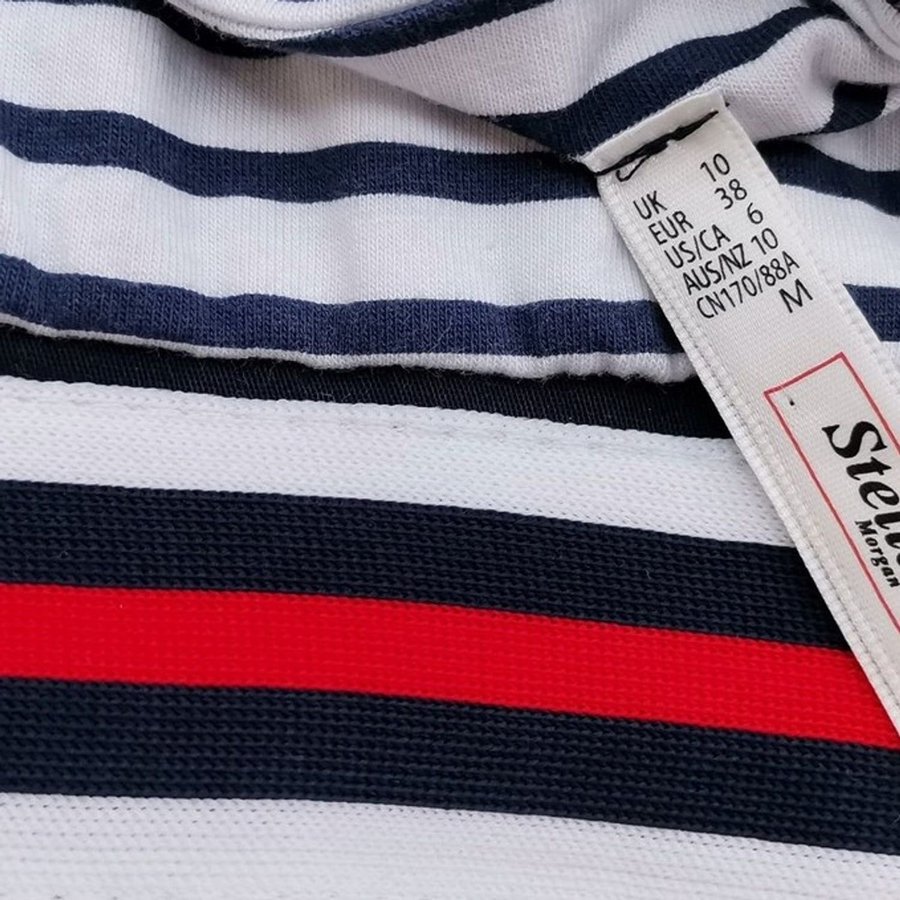 UK 10
EUR 38
US/CA 6
AUS/NZ 10
CN170/88A
M
Morgan